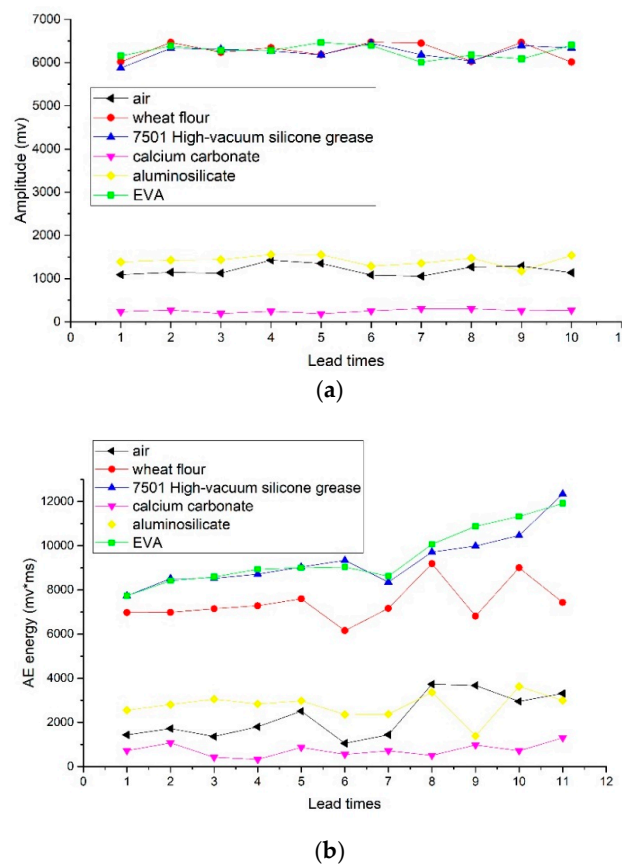 7000
6000
5000
4000
3000
2000
1000
0
Amplitude (mv)
air
wheat flour
7501 High-vacuum silicone grease
calcium carbonate
aluminosilicate
EVA
0 1 2 3 4 5 6 7 8 9 10 1
Lead times
(a)
air
wheat flour
7501 High-vacuum silicone grease
calcium carbonate
aluminosilicate
EVA
12000
10000
8000
6000
4000
2000
0
AE energy (mv*ms)
0 1 2 3 4 5 6 7 8 9 10 11 12
Lead times
(b)